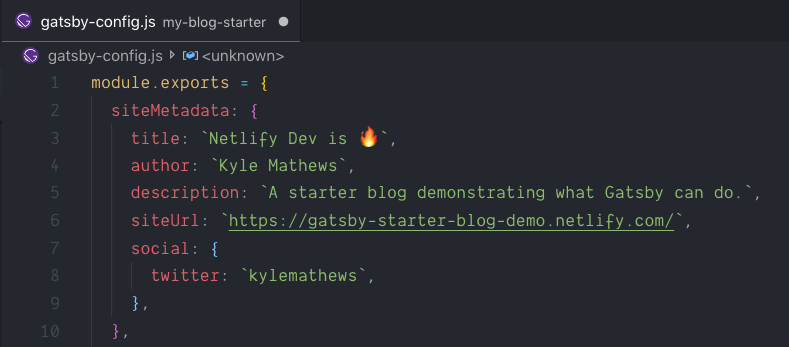 gatsby-config.js my-blog-starter
gatsby-config.js <unknown>
1 module.exports = {
2 siteMetadata: {
3 title: `Netlify Dev is 🔥`,
4 author: `Kyle Mathews`,
5 description: `A starter blog demonstrating what Gatsby can do.`,
6 siteUrl: `https://gatsby-starter-blog-demo.netlify.com/`,
7 social: {
8 twitter: `kylemathews`,
9 },
10 },